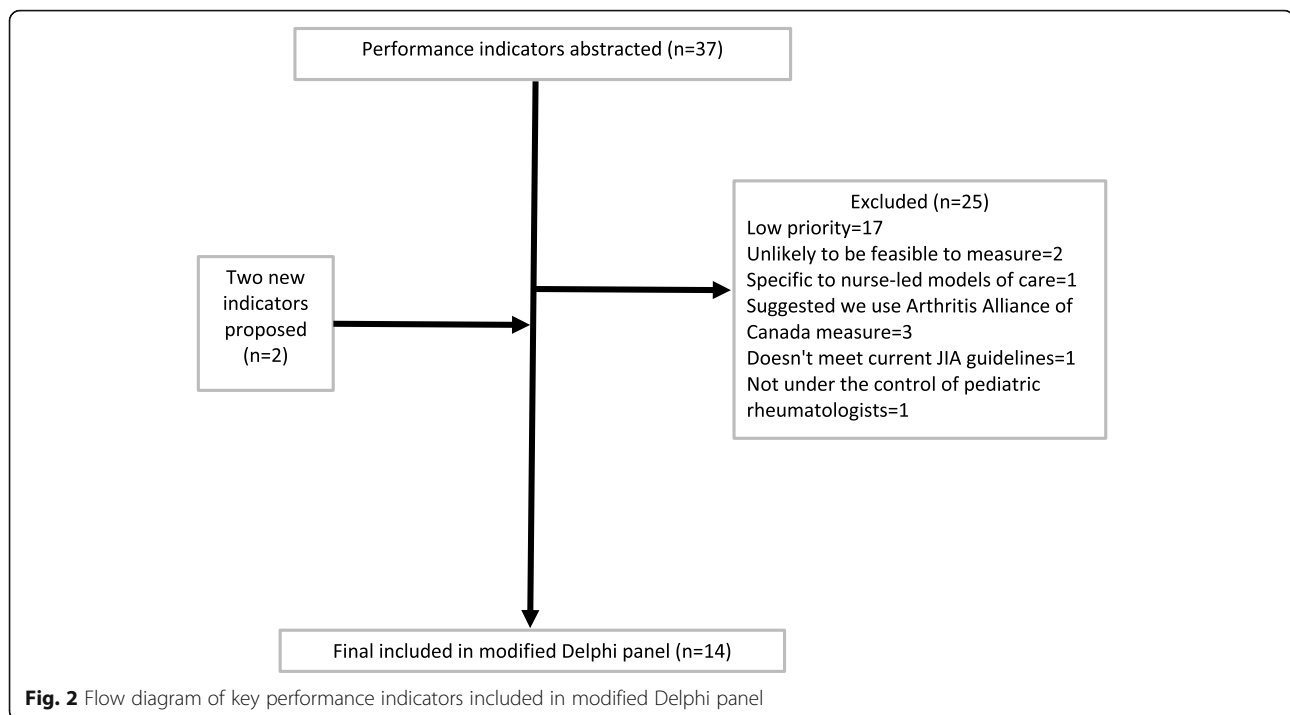 Performance indicators abstracted (n=37)
Excluded (n=25)
Low priority=17
Unlikely to be feasible to measure=2
Specific to nurse-led models of care=1
Suggested we use Arthritis Alliance of
Canada measure=3
Doesn't meet current JIA guidelines=1
Not under the control of pediatric
rheumatologists=1
Two new
indicators
proposed
(n=2)
Final included in modified Delphi panel (n=14)
Fig. 2 Flow diagram of key performance indicators included in modified Delphi panel